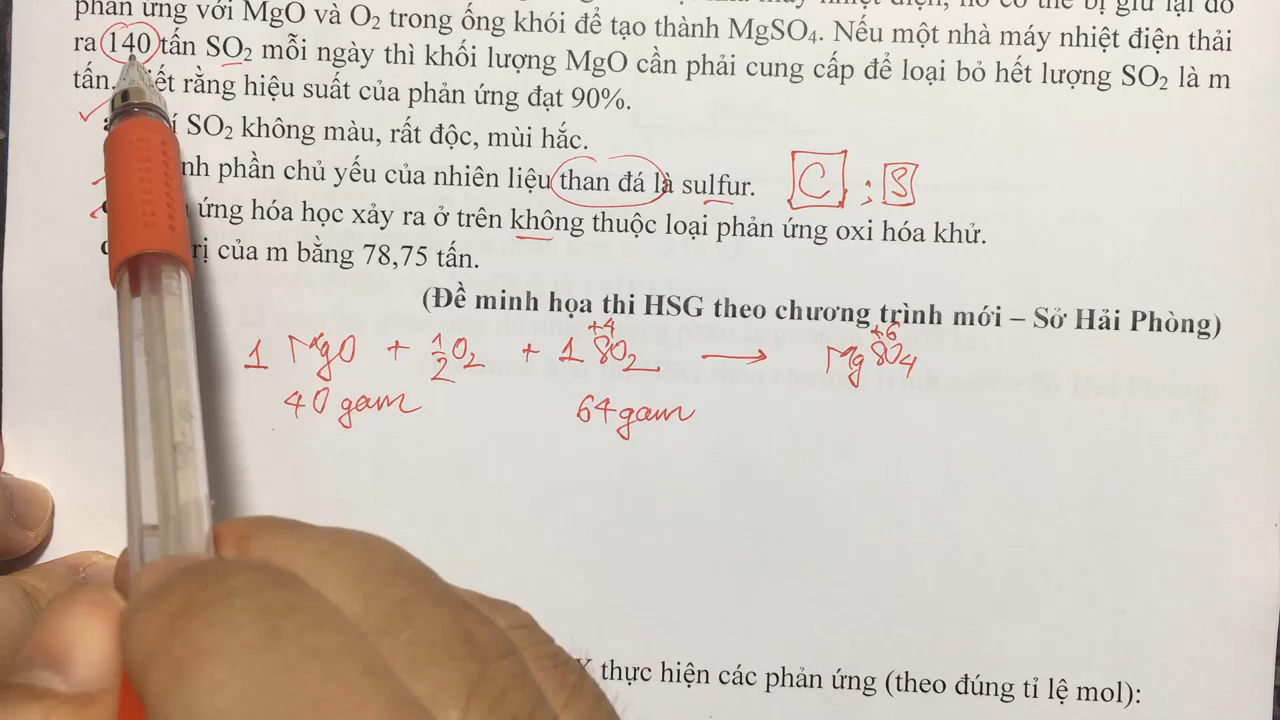 phản ứng với MgO và O₂ trong ống khói để tạo thành MgSO₄. Nếu một nhà máy nhiệt điện thải
ra 140 tấn SO₂ mỗi ngày thì khối lượng MgO cần phải cung cấp để loại bỏ hết lượng SO₂ là m
tấn. rằng hiệu suất của phản ứng đạt 90%.
SO₂ không màu, rất độc, mùi hắc.
phần chủ yếu của nhiên liệu than đá là sulfur. C ; S
ứng hóa học xảy ra ở trên không thuộc loại phản ứng oxi hóa khử.
của m bằng 78,75 tấn.
(Đề minh họa thi HSG theo chương trình mới – Sở Hải Phòng)
+4 +6
1 MgO + 1/2 O₂ + 1 SO₂ → MgSO₄
40 gam 64 gam
thực hiện các phản ứng (theo đúng tỉ lệ mol):